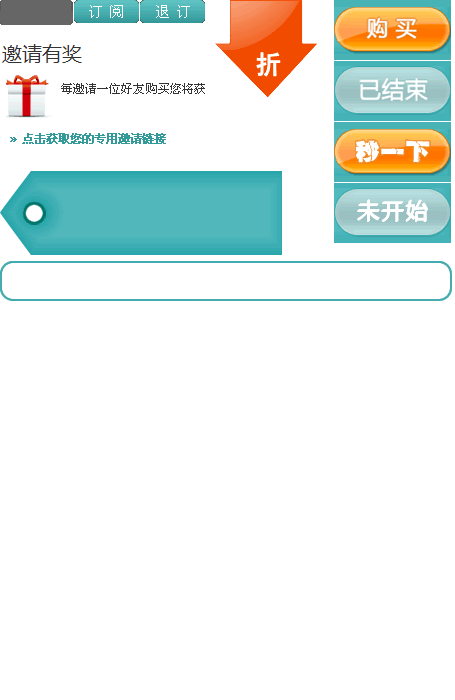 订 阅
退 订
邀请有奖
每邀请一位好友购买您将获
» 点击获取您的专用邀请链接
折
购 买
已结束
秒一下
未开始